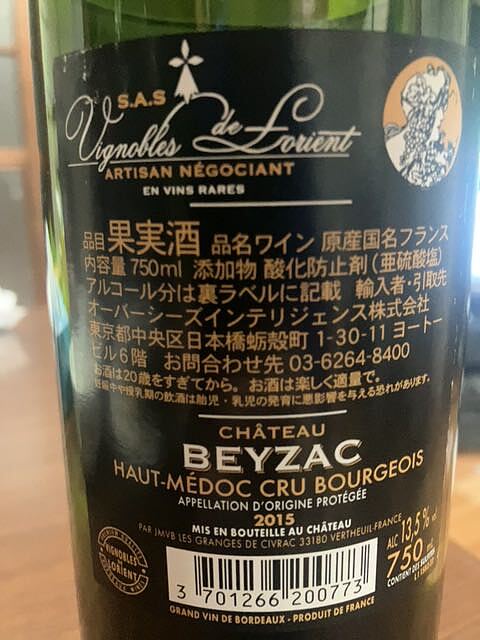 S.A.S
Vignobles de Lorient
ARTISAN NÉGOCIANT
EN VINS RARES
品目 果実酒 品名ワイン 原産国名フランス
内容量 750ml 添加物 酸化防止剤（亜硫酸塩）
アルコール分は裏ラベルに記載 輸入者・引取先
オーバーシーズインテリジェンス株式会社
東京都中央区日本橋蛎殻町 1-30-11 ヨートー
ビル6階 お問合わせ先 03-6264-8400
お酒は20歳をすぎてから。お酒は楽しく適量で。
妊娠中や授乳期の飲酒は胎児・乳児の発育に悪影響を与える恐れがあります。
CHÂTEAU
BEYZAC
HAUT-MÉDOC CRU BOURGEOIS
APPELLATION D'ORIGINE PROTÉGÉE
2015
MIS EN BOUTEILLE AU CHÂTEAU
PAR JMVB LES GRANGES DE CIVRAC 33180 VERTHEUIL-FRANCE
ALC 13,5 % vol
750 ml
CONTIENT DES SULFITES
VIGNOBLES
LORIENT
3 701266 200773
GRAND VIN DE BORDEAUX - PRODUIT DE FRANCE